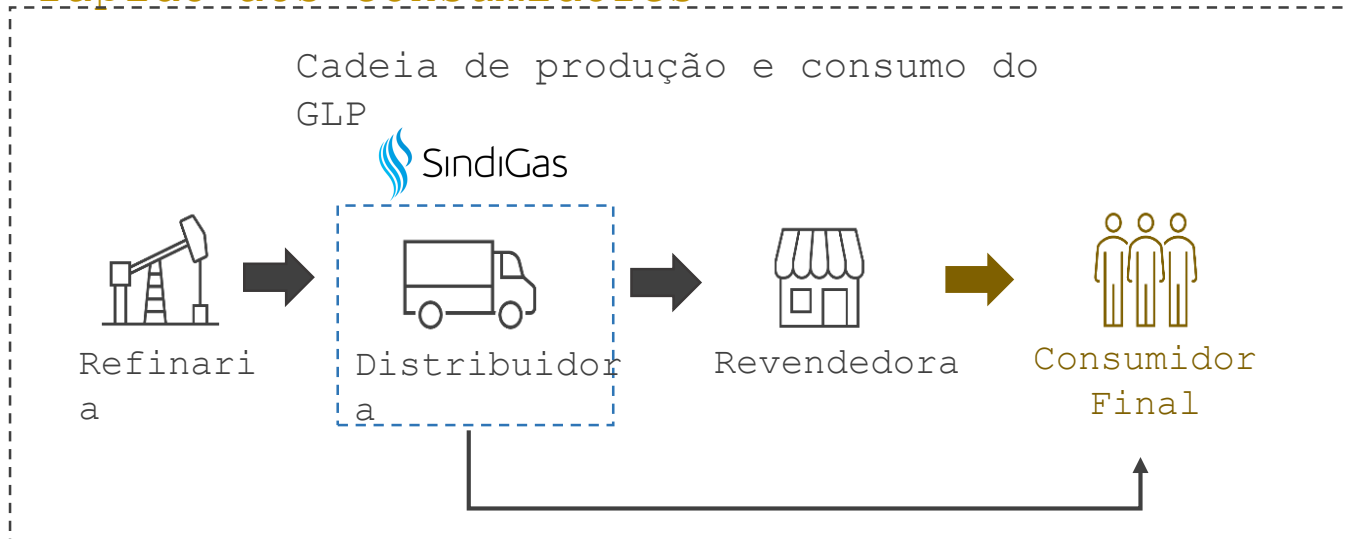 Cadeia de produção e consumo do
GLP
SindiGas
Refinari
a
Distribuidor
a
Revendedora
Consumidor
Final